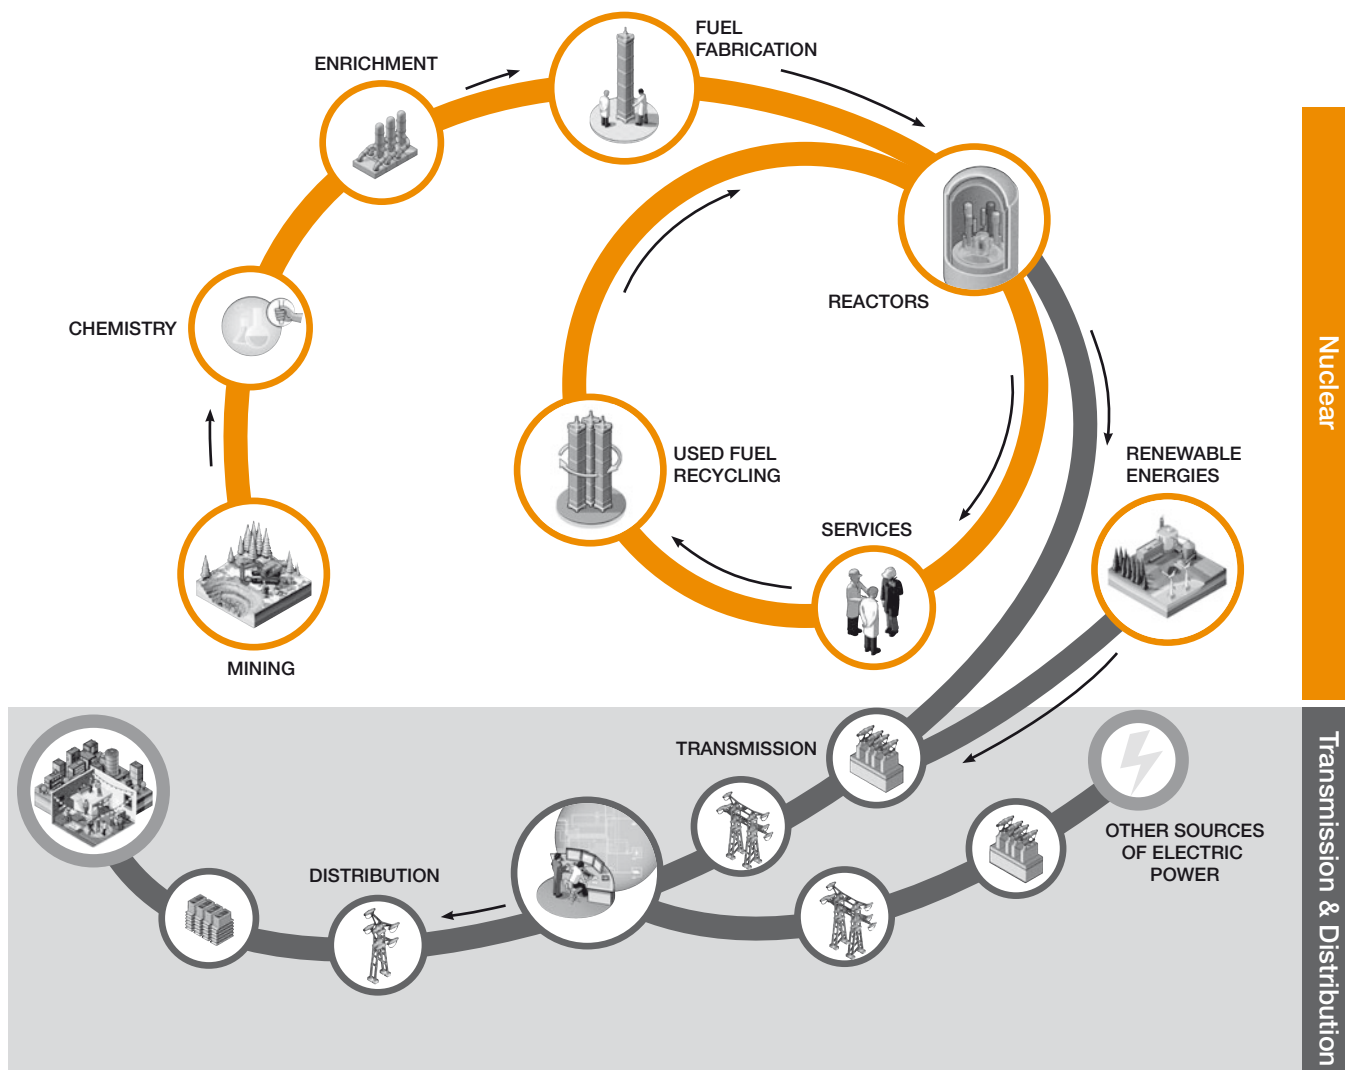 FUEL
FABRICATION
ENRICHMENT
CHEMISTRY
REACTORS
USED FUEL
RECYCLING
RENEWABLE
ENERGIES
SERVICES
MINING
Nuclear
TRANSMISSION
OTHER SOURCES
OF ELECTRIC
POWER
DISTRIBUTION
Transmission & Distribution